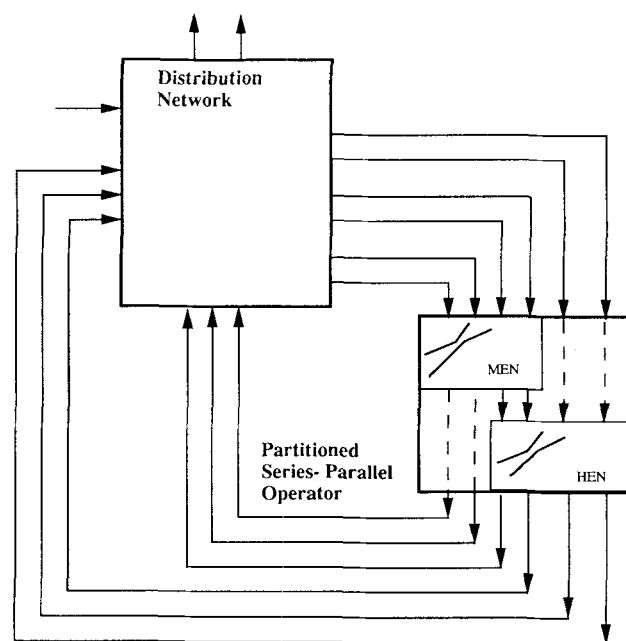 Distribution
Network
MEN
Partitioned
Series- Parallel
Operator
HEN